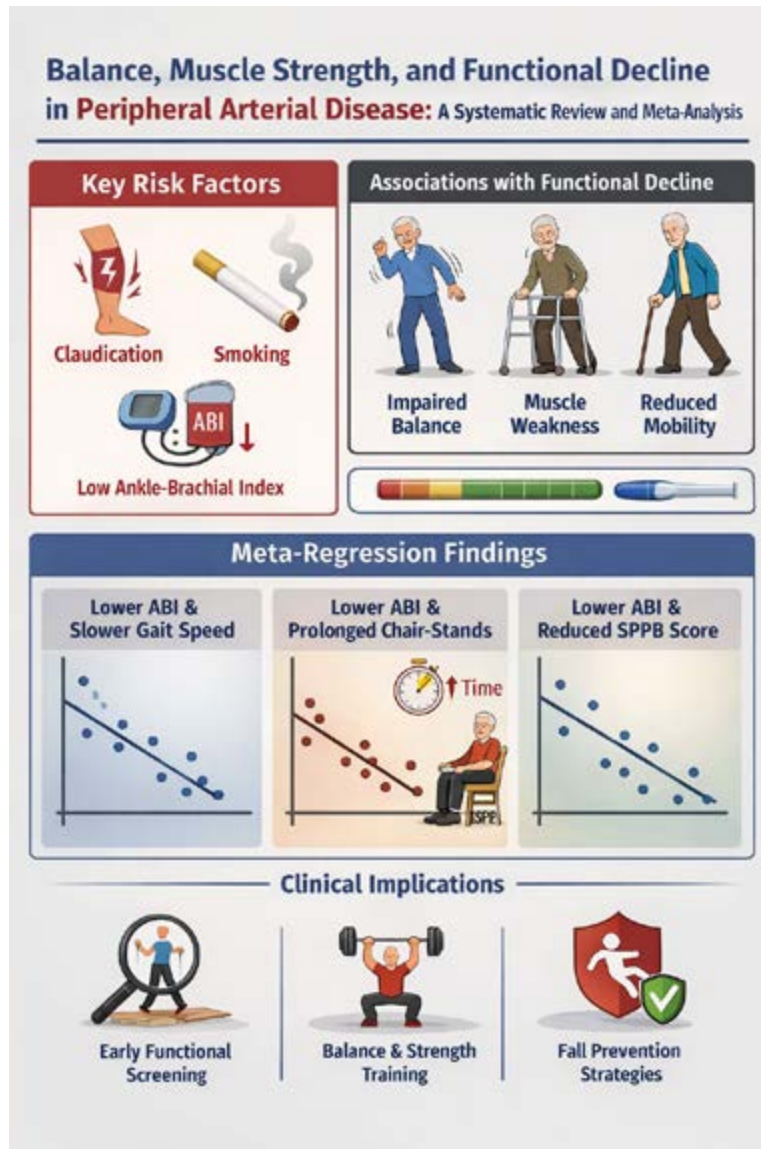 Balance, Muscle Strength, and Functional Decline
in Peripheral Arterial Disease: A Systematic Review and Meta-Analysis
Key Risk Factors
Claudication
Smoking
ABI
Low Ankle-Brachial Index
Associations with Functional Decline
Impaired
Balance
Muscle
Weakness
Reduced
Mobility
Meta-Regression Findings
Lower ABI &
Slower Gait Speed
Lower ABI &
Prolonged Chair-Stands
Time
Lower ABI &
Reduced SPPB Score
Clinical Implications
Early Functional
Screening
Balance & Strength
Training
Fall Prevention
Strategies